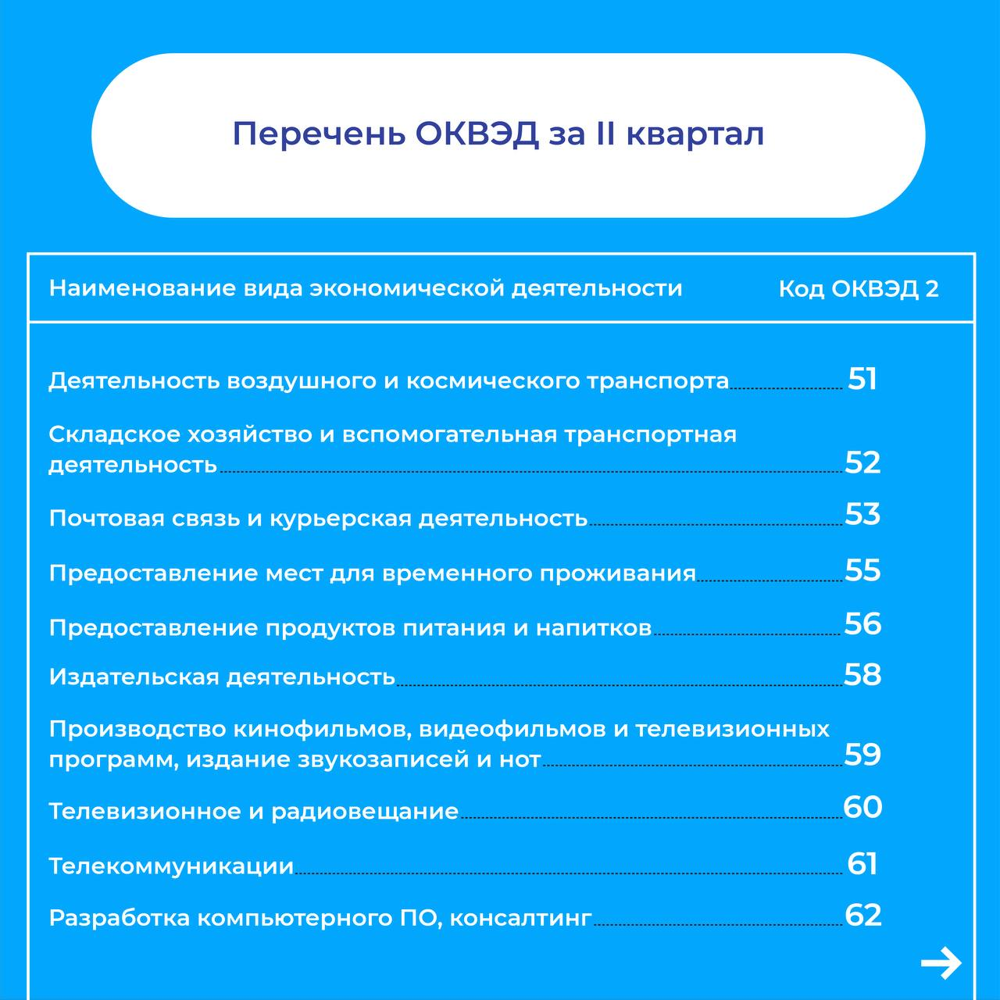 Перечень ОКВЭД за II квартал
Наименование вида экономической деятельности Код ОКВЭД 2
Деятельность воздушного и космического транспорта 51
Складское хозяйство и вспомогательная транспортная
деятельность 52
Почтовая связь и курьерская деятельность 53
Предоставление мест для временного проживания 55
Предоставление продуктов питания и напитков 56
Издательская деятельность 58
Производство кинофильмов, видеофильмов и телевизионных
программ, издание звукозаписей и нот 59
Телевизионное и радиовещание 60
Телекоммуникации 61
Разработка компьютерного ПО, консалтинг 62